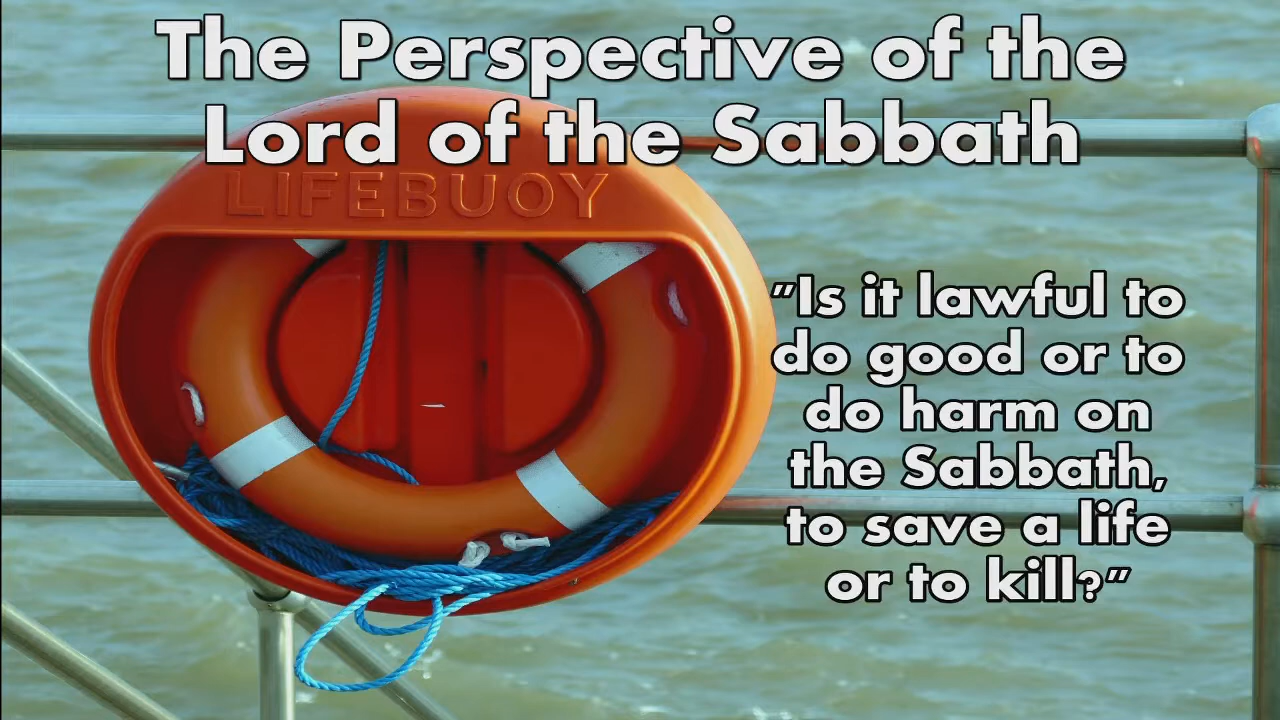 The Perspective of the
Lord of the Sabbath
LIFEBUOY
"Is it lawful to
do good or to
do harm on
the Sabbath,
to save a life
or to kill?"